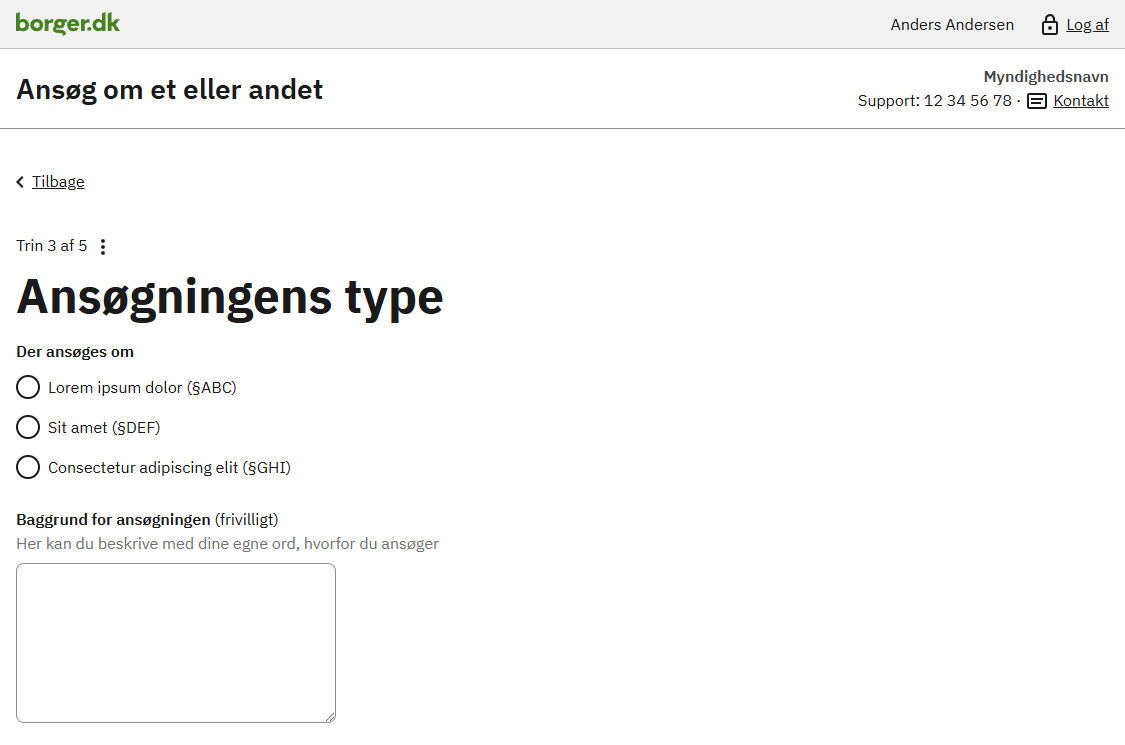 borger.dk
Anders Andersen Log af
Ansøg om et eller andet
Myndighedsnavn
Support: 12 34 56 78 · Kontakt
Tilbage
Trin 3 af 5
Ansøgningens type
Der ansøges om
Lorem ipsum dolor (§ABC)
Sit amet (§DEF)
Consectetur adipiscing elit (§GHI)
Baggrund for ansøgningen (frivilligt)
Her kan du beskrive med dine egne ord, hvorfor du ansøger